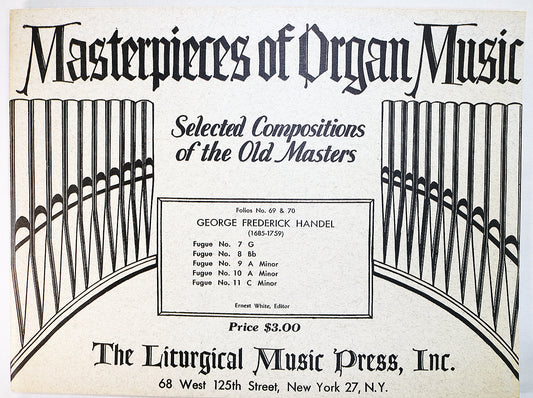 Masterpieces of Organ Music
Selected Compositions
of the Old Masters
Folios No. 69 & 70
GEORGE FREDERICK HANDEL
(1685-1759)
Fugue No. 7 G
Fugue No. 8 Bb
Fugue No. 9 A Minor
Fugue No. 10 A Minor
Fugue No. 11 C Minor
Ernest White, Editor
Price $3.00
The Liturgical Music Press, Inc.
68 West 125th Street, New York 27, N.Y.